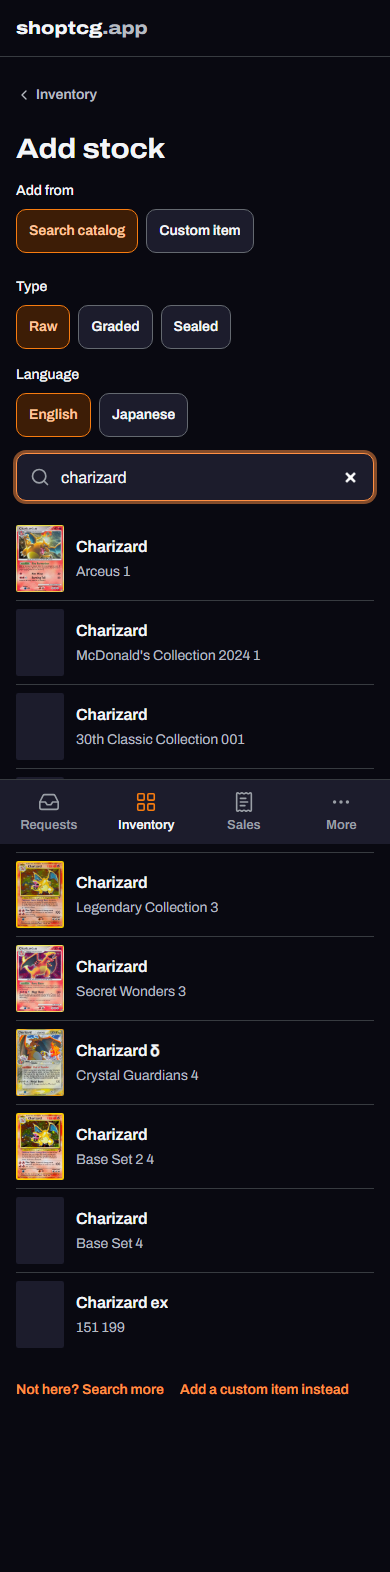 shoptcg.app
Inventory
Add stock
Add from
Search catalog
Custom item
Type
Raw
Graded
Sealed
Language
English
Japanese
charizard
Charizard
Arceus 1
Charizard
McDonald's Collection 2024 1
Charizard
30th Classic Collection 001
Requests
Inventory
Sales
More
Charizard
Legendary Collection 3
Charizard
Secret Wonders 3
Charizard δ
Crystal Guardians 4
Charizard
Base Set 2 4
Charizard
Base Set 4
Charizard ex
151 199
Not here? Search more
Add a custom item instead